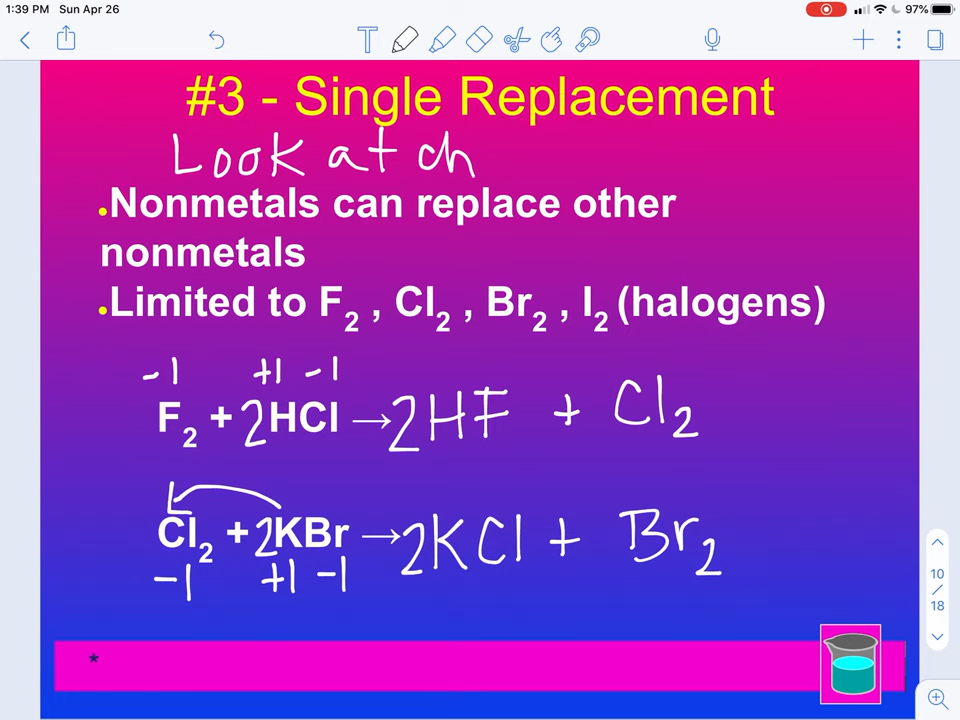 1:39 PM Sun Apr 26 97%
T
#3 - Single Replacement
Look at ch
•Nonmetals can replace other
nonmetals
•Limited to F₂ , Cl₂ , Br₂ , I₂ (halogens)
-1 +1 -1
F₂ + 2HCl → 2HF + Cl₂
Cl₂ + 2KBr → 2KCl + Br₂
-1 +1 -1
10
/
18
*